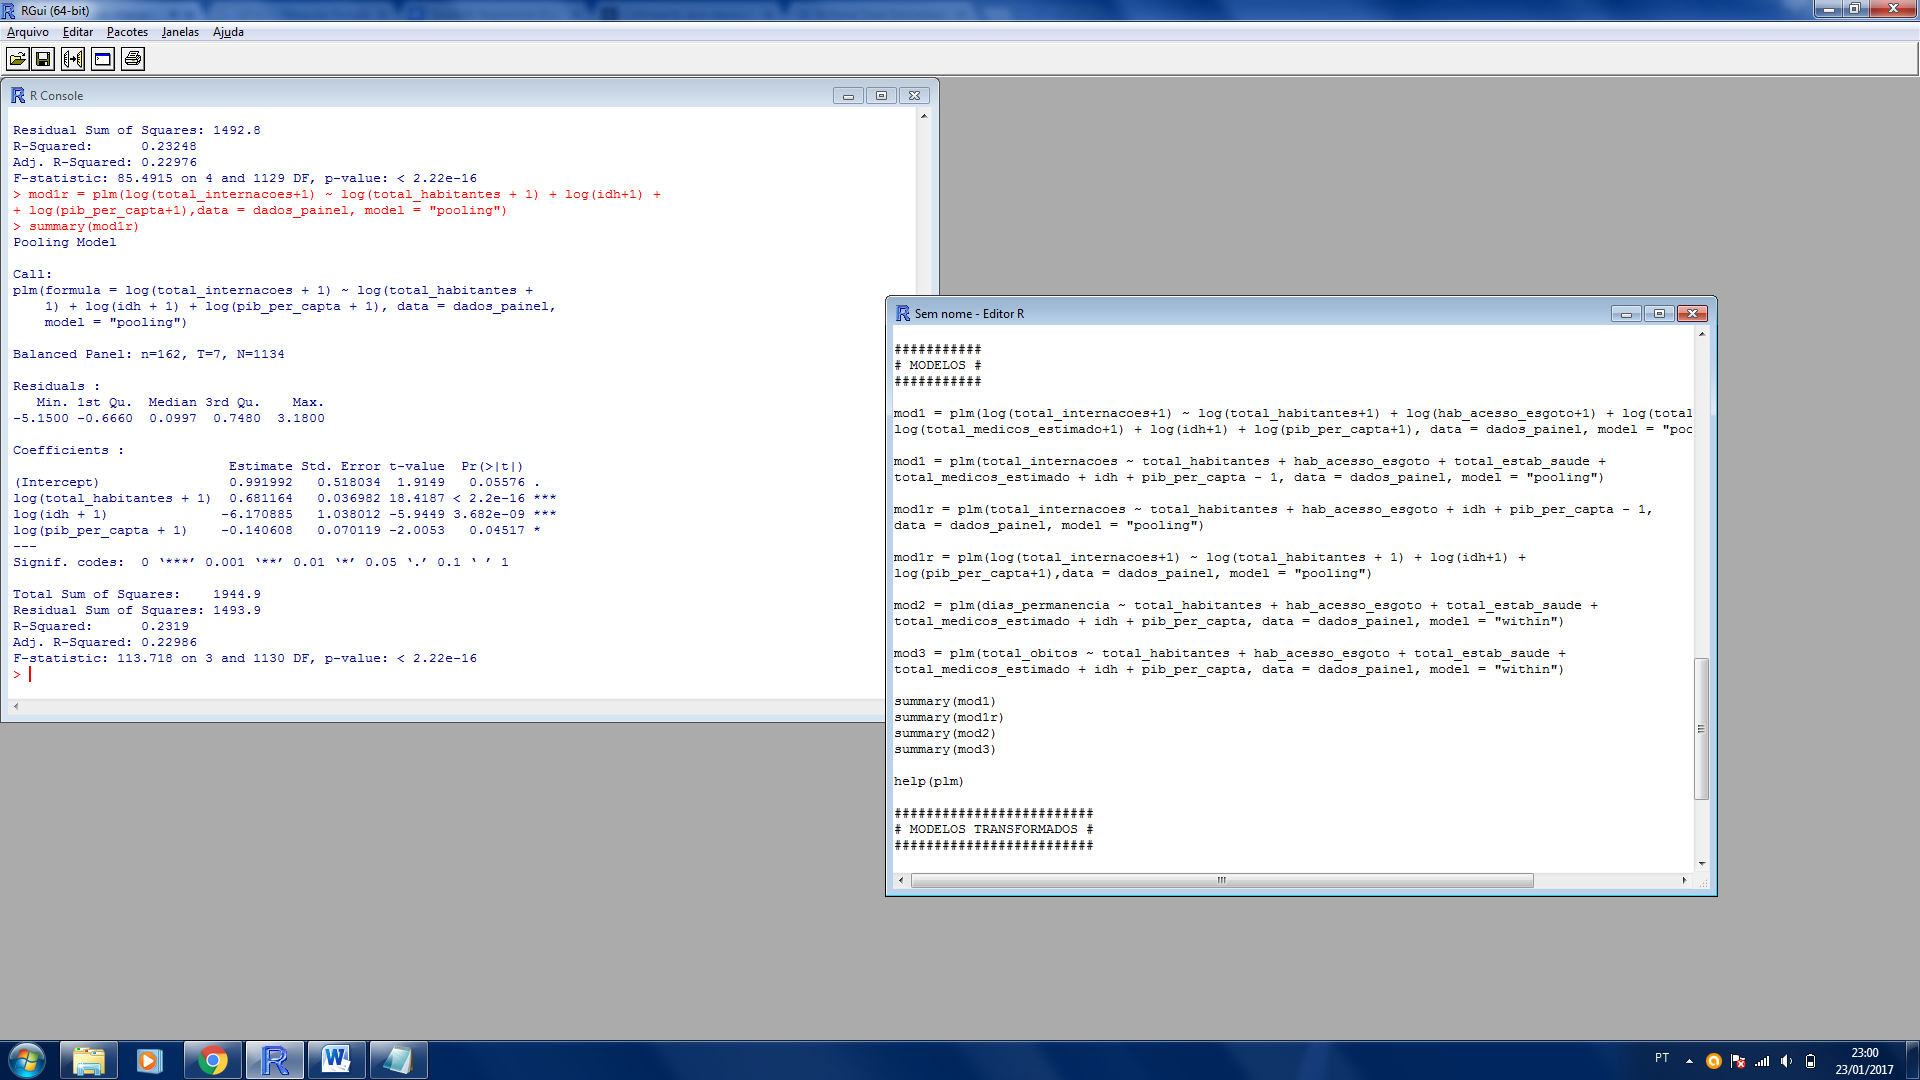 RGui (64-bit)
Arquivo Editar Pacotes Janelas Ajuda
R Console
Residual Sum of Squares: 1492.8
R-Squared:      0.23248
Adj. R-Squared: 0.22976
F-statistic: 85.4915 on 4 and 1129 DF, p-value: < 2.22e-16
> mod1r = plm(log(total_internacoes+1) ~ log(total_habitantes + 1) + log(idh+1) +
+ log(pib_per_capta+1),data = dados_painel, model = "pooling")
> summary(mod1r)
Pooling Model
Call:
plm(formula = log(total_internacoes + 1) ~ log(total_habitantes +
    1) + log(idh + 1) + log(pib_per_capta + 1), data = dados_painel,
    model = "pooling")
Balanced Panel: n=162, T=7, N=1134
Residuals :
   Min. 1st Qu.  Median 3rd Qu.    Max.
-5.1500 -0.6660  0.0997  0.7480  3.1800
Coefficients :
                           Estimate Std. Error t-value  Pr(>|t|)
(Intercept)                0.991992   0.518034  1.9149   0.05576 .
log(total_habitantes + 1)  0.681164   0.036982 18.4187 < 2.2e-16 ***
log(idh + 1)              -6.170885   1.038012 -5.9449 3.682e-09 ***
log(pib_per_capta + 1)    -0.140608   0.070119 -2.0053   0.04517 *
---
Signif. codes:  0 ‘***’ 0.001 ‘**’ 0.01 ‘*’ 0.05 ‘.’ 0.1 ‘ ’ 1
Total Sum of Squares:    1944.9
Residual Sum of Squares: 1493.9
R-Squared:      0.2319
Adj. R-Squared: 0.22986
F-statistic: 113.718 on 3 and 1130 DF, p-value: < 2.22e-16
>
Sem nome - Editor R
###########
# MODELOS #
###########
mod1 = plm(log(total_internacoes+1) ~ log(total_habitantes+1) + log(hab_acesso_esgoto+1) + log(total
log(total_medicos_estimado+1) + log(idh+1) + log(pib_per_capta+1), data = dados_painel, model = "poo
mod1 = plm(total_internacoes ~ total_habitantes + hab_acesso_esgoto + total_estab_saude +
total_medicos_estimado + idh + pib_per_capta - 1, data = dados_painel, model = "pooling")
mod1r = plm(total_internacoes ~ total_habitantes + hab_acesso_esgoto + idh + pib_per_capta - 1,
data = dados_painel, model = "pooling")
mod1r = plm(log(total_internacoes+1) ~ log(total_habitantes + 1) + log(idh+1) +
log(pib_per_capta+1),data = dados_painel, model = "pooling")
mod2 = plm(dias_permanencia ~ total_habitantes + hab_acesso_esgoto + total_estab_saude +
total_medicos_estimado + idh + pib_per_capta, data = dados_painel, model = "within")
mod3 = plm(total_obitos ~ total_habitantes + hab_acesso_esgoto + total_estab_saude +
total_medicos_estimado + idh + pib_per_capta, data = dados_painel, model = "within")
summary(mod1)
summary(mod1r)
summary(mod2)
summary(mod3)
help(plm)
#########################
# MODELOS TRANSFORMADOS #
#########################
PT
23:00
23/01/2017